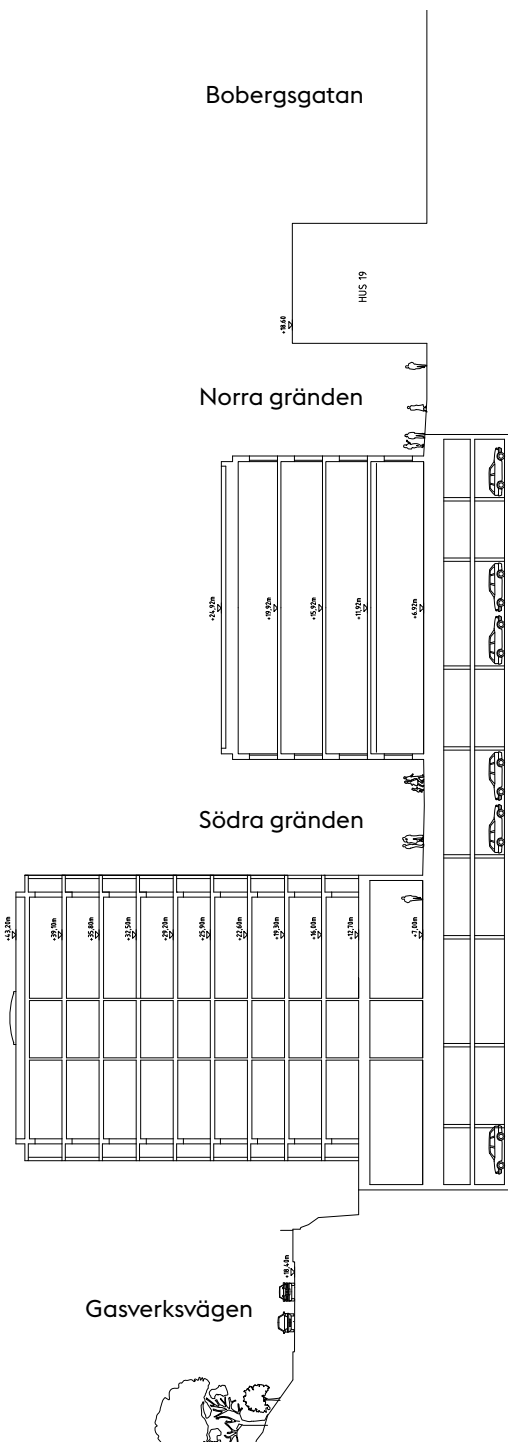 Bobergsgatan
HUS 19
+18.60
Norra gränden
+24,92m
+19,92m
+15,92m
+11,92m
+6.92m
Södra gränden
+43,20m
+39,10m
+35,80m
+32,50m
+29,20m
+25,90m
+22,60m
+19,30m
+16,00m
+12,70m
+7,00m
+18,40m
Gasverksvägen